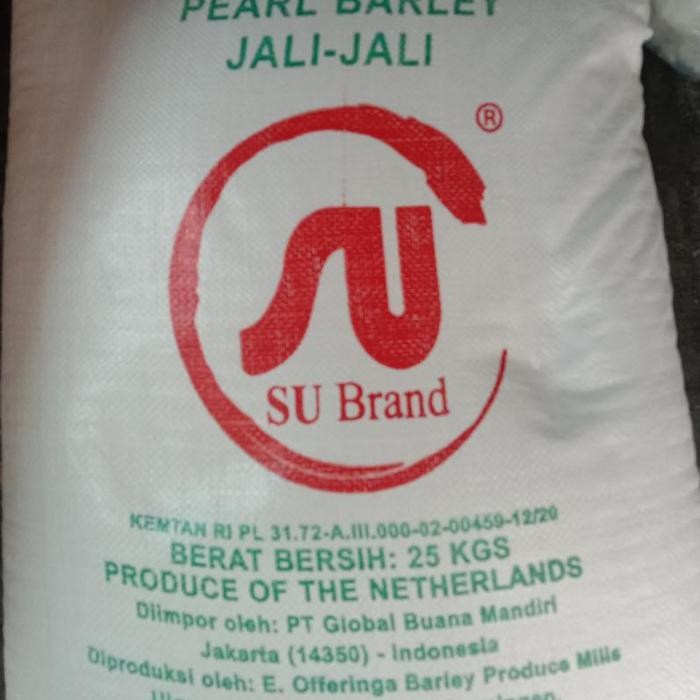 PEARL BARLEY
JALI-JALI
®
SU
SU Brand
KEMTAN RI PL 31.72-A.III.000-02-00459-12/20
BERAT BERSIH: 25 KGS
PRODUCE OF THE NETHERLANDS
Diimpor oleh: PT Global Buana Mandiri
Jakarta (14350) - Indonesia
Diproduksi oleh: E. Offeringa Barley Produce Mills